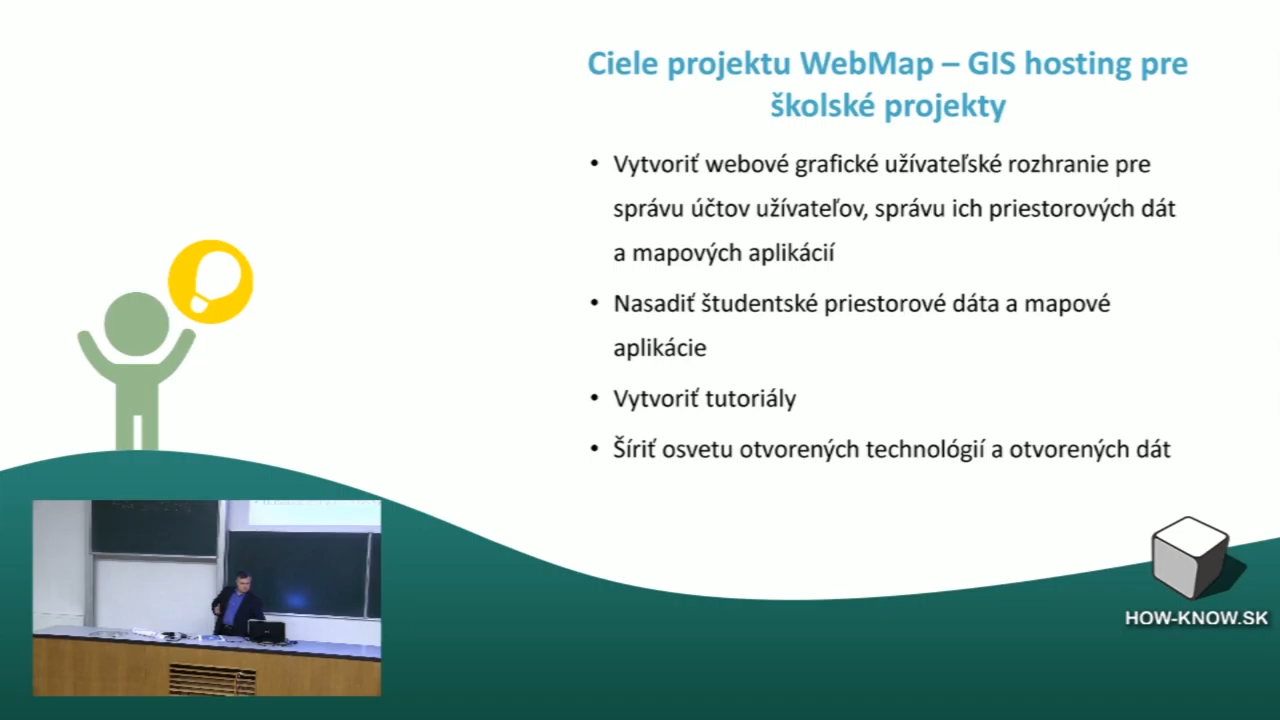 Ciele projektu WebMap – GIS hosting pre
školské projekty
• Vytvoriť webové grafické užívateľské rozhranie pre
správu účtov užívateľov, správu ich priestorových dát
a mapových aplikácií
• Nasadiť študentské priestorové dáta a mapové
aplikácie
• Vytvoriť tutoriály
• Šíriť osvetu otvorených technológií a otvorených dát
HOW-KNOW.SK